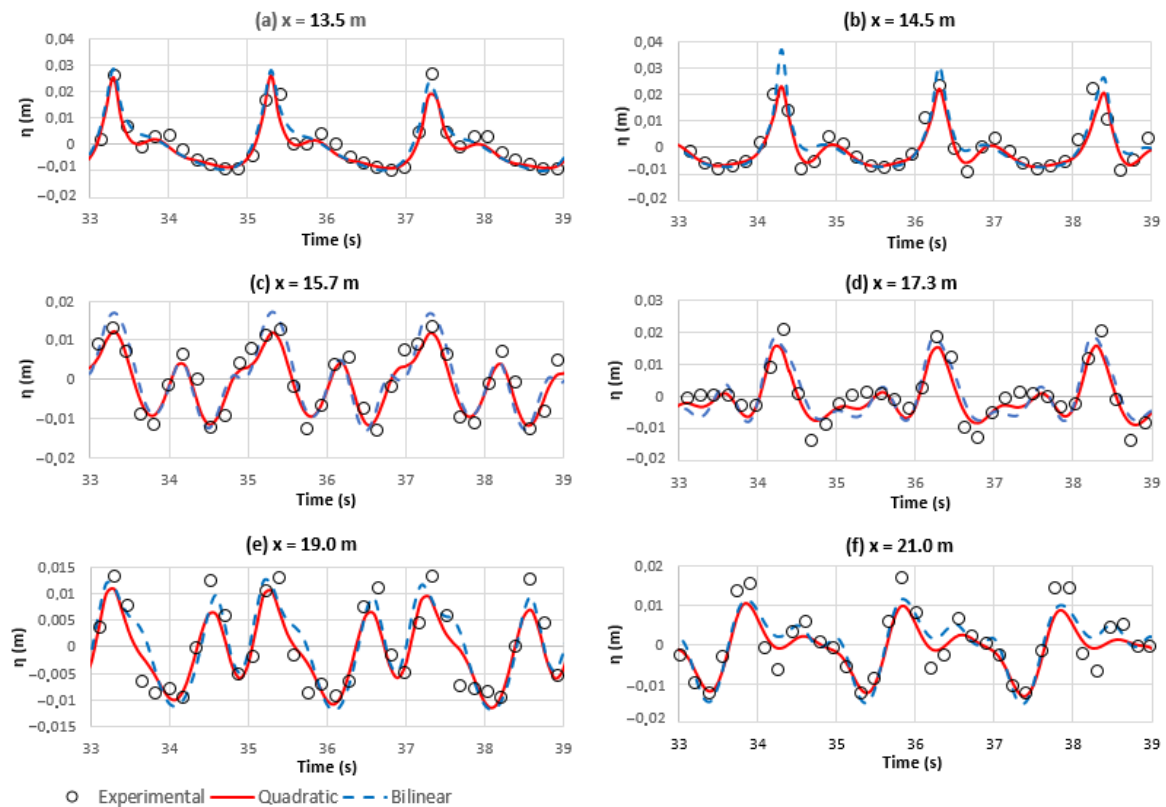 (a) x = 13.5 m
η (m)
0,04
0,03
0,02
0,01
0
−0,01
−0,02
33 34 35 36 37 38 39
Time (s)
(b) x = 14.5 m
η (m)
0,04
0,03
0,02
0,01
0
−0,01
−0,02
33 34 35 36 37 38 39
Time (s)
(c) x = 15.7 m
η (m)
0,02
0,01
0
−0,01
−0,02
33 34 35 36 37 38 39
Time (s)
(d) x = 17.3 m
η (m)
0,03
0,02
0,01
0
−0,01
−0,02
33 34 35 36 37 38 39
Time (s)
(e) x = 19.0 m
η (m)
0,015
0,01
0,005
0
−0,005
−0,01
−0,015
33 34 35 36 37 38 39
Time (s)
(f) x = 21.0 m
η (m)
0,02
0,01
0
−0,01
−0,02
33 34 35 36 37 38 39
Time (s)
Experimental Quadratic Bilinear